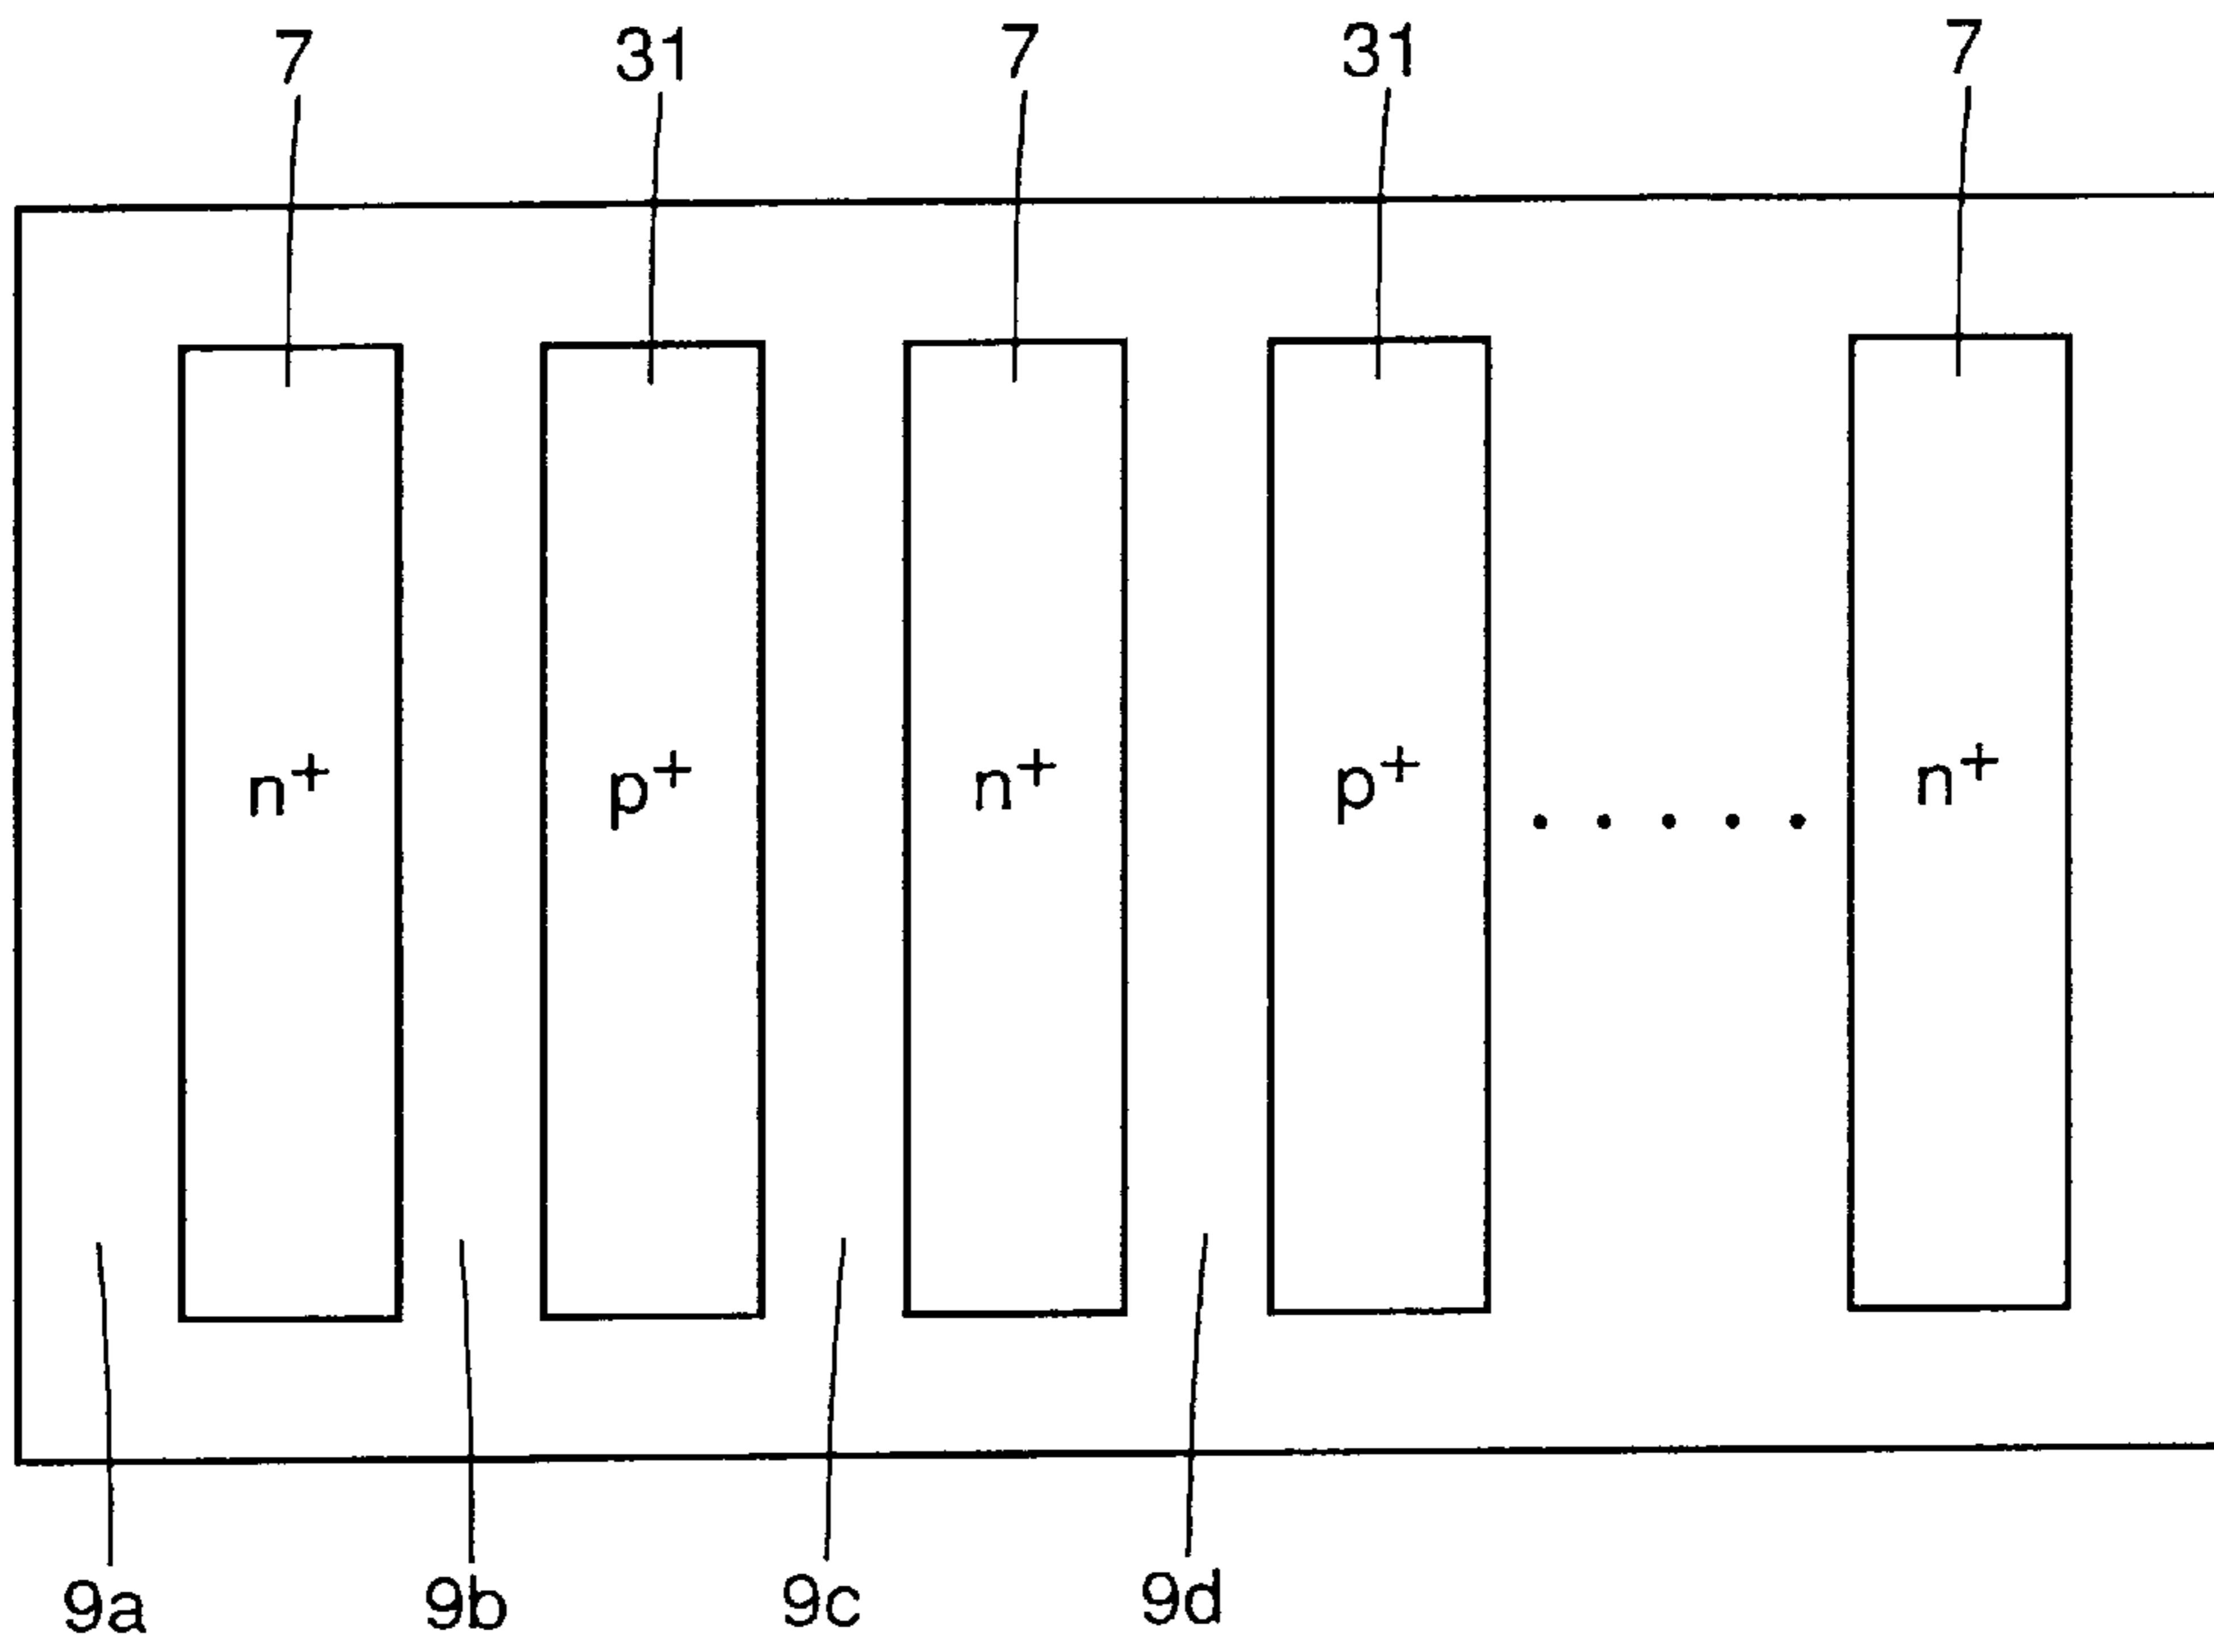 7 31 7 31 7
n+ p+ n+ p+ ..... n+
9a 9b 9c 9d